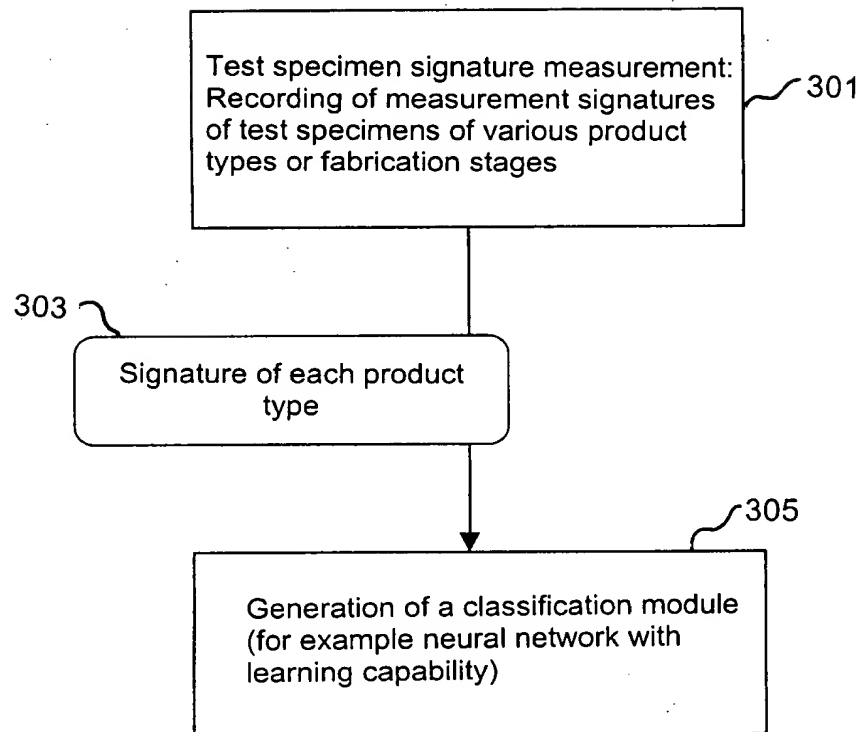 Test specimen signature measurement:
Recording of measurement signatures
of test specimens of various product
types or fabrication stages
301
303
Signature of each product
type
305
Generation of a classification module
(for example neural network with
learning capability)